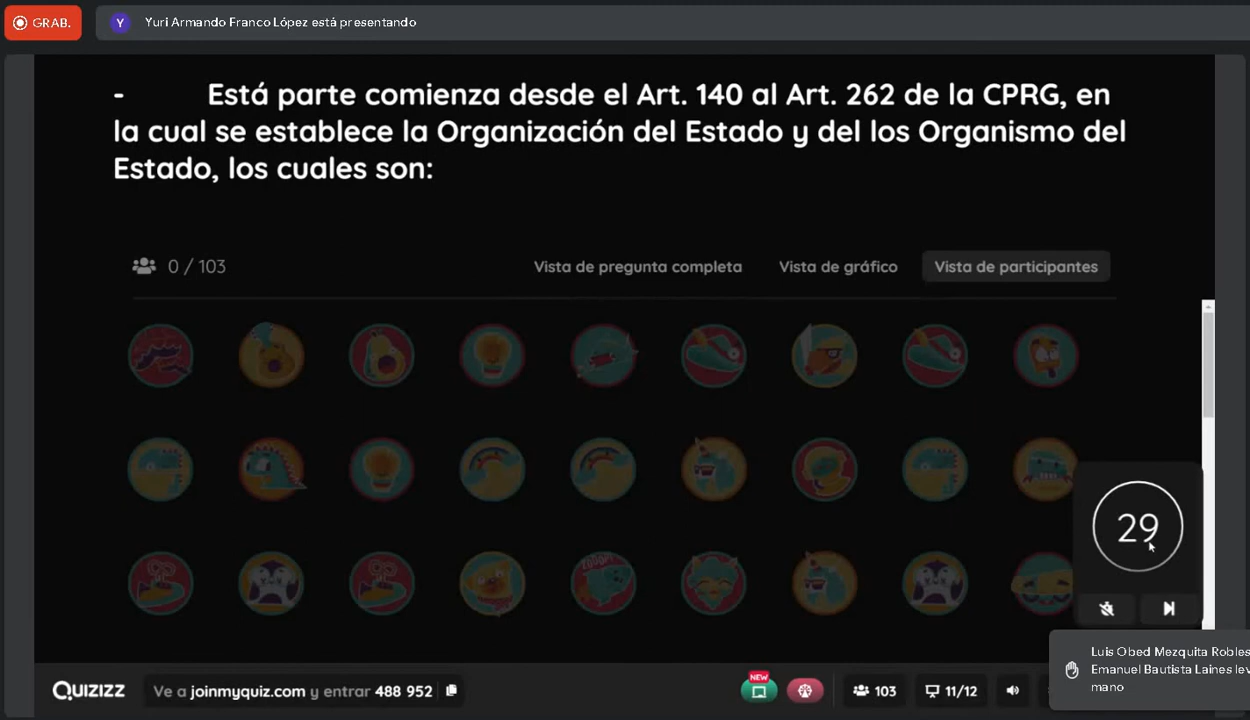 GRAB.
Y
Yuri Armando Franco López está presentando
- Está parte comienza desde el Art. 140 al Art. 262 de la CPRG, en
la cual se establece la Organización del Estado y del los Organismo del
Estado, los cuales son:
0 / 103
Vista de pregunta completa
Vista de gráfico
Vista de participantes
29
Luis Obed Mezquita Robles
Emanuel Bautista Laines lev
mano
QUIZIZZ
Ve a joinmyquiz.com y entrar 488 952
NEW
103
11/12